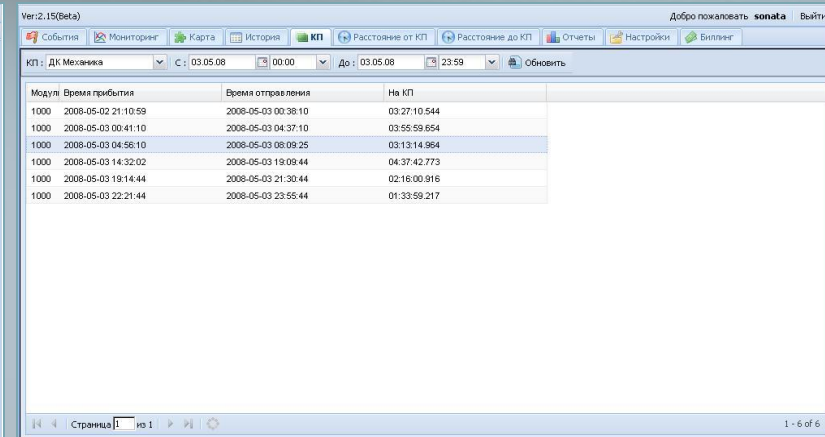 Ver:2.15(Beta) Добро пожаловать sonata Выйти
События Мониторинг Карта История КП Расстояние от КП Расстояние до КП Отчеты Настройки Биллинг
КП : ДК Механика С : 03.05.08 00:00 До : 03.05.08 23:59 Обновить
Модул Время прибытия Время отправления На КП
1000 2008-05-02 21:10:59 2008-05-03 00:38:10 03:27:10.544
1000 2008-05-03 00:41:10 2008-05-03 04:37:10 03:55:59.654
1000 2008-05-03 04:56:10 2008-05-03 08:09:25 03:13:14.964
1000 2008-05-03 14:32:02 2008-05-03 19:09:44 04:37:42.773
1000 2008-05-03 19:14:44 2008-05-03 21:30:44 02:16:00.916
1000 2008-05-03 22:21:44 2008-05-03 23:55:44 01:33:59.217
Страница 1 из 1 1 - 6 of 6